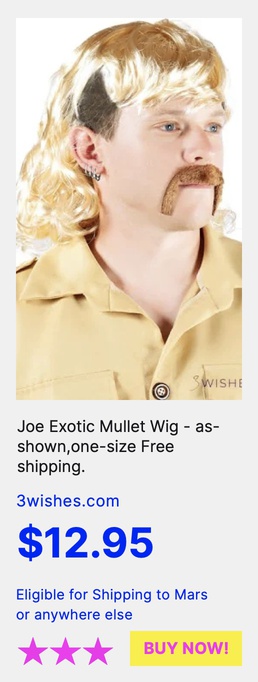 3WISHE
Joe Exotic Mullet Wig - as-
shown,one-size Free
shipping.
3wishes.com
$12.95
Eligible for Shipping to Mars
or anywhere else
BUY NOW!